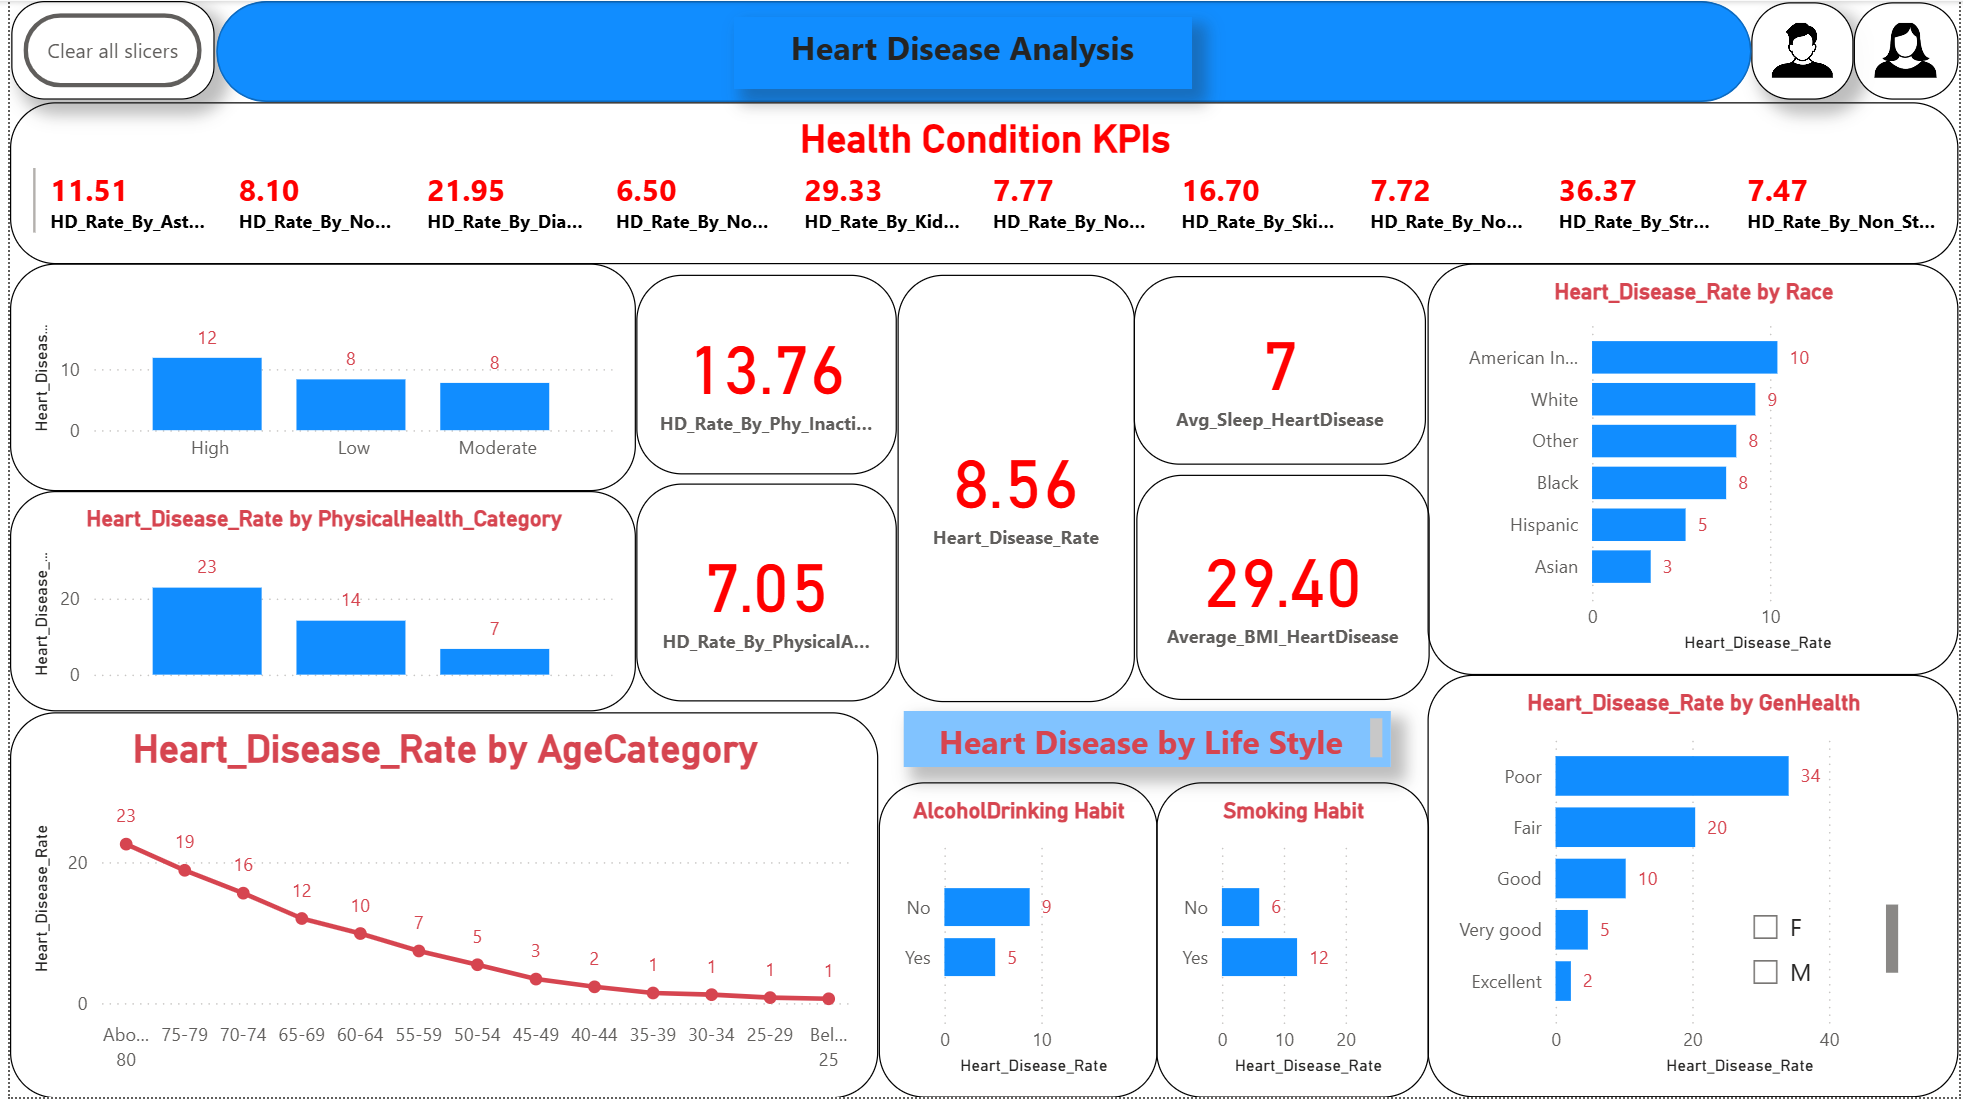 Clear all slicers
Heart Disease Analysis
Health Condition KPIs
11.51 8.10 21.95 6.50 29.33 7.77 16.70 7.72 36.37 7.47
HD_Rate_By_Ast... HD_Rate_By_No... HD_Rate_By_Dia... HD_Rate_By_No... HD_Rate_By_Kid... HD_Rate_By_No... HD_Rate_By_Ski... HD_Rate_By_No... HD_Rate_By_Str... HD_Rate_By_Non_St...
Heart_Diseas...
10
0
12
8
8
High Low Moderate
Heart_Disease_Rate by PhysicalHealth_Category
Heart_Disease_...
20
0
23
14
7
13.76
HD_Rate_By_Phy_Inacti...
7.05
HD_Rate_By_PhysicalA...
8.56
Heart_Disease_Rate
7
Avg_Sleep_HeartDisease
29.40
Average_BMI_HeartDisease
Heart_Disease_Rate by Race
American In... 10
White 9
Other 8
Black 8
Hispanic 5
Asian 3
0 10
Heart_Disease_Rate
Heart_Disease_Rate by AgeCategory
Heart_Disease_Rate
20
0
23 19 16 12 10 7 5 3 2 1 1 1 1
Abo... 75-79 70-74 65-69 60-64 55-59 50-54 45-49 40-44 35-39 30-34 25-29 Bel...
80 25
Heart Disease by Life Style
AlcoholDrinking Habit
No 9
Yes 5
0 10
Heart_Disease_Rate
Smoking Habit
No 6
Yes 12
0 10 20
Heart_Disease_Rate
Heart_Disease_Rate by GenHealth
Poor 34
Fair 20
Good 10
Very good 5
Excellent 2
F
M
0 20 40
Heart_Disease_Rate